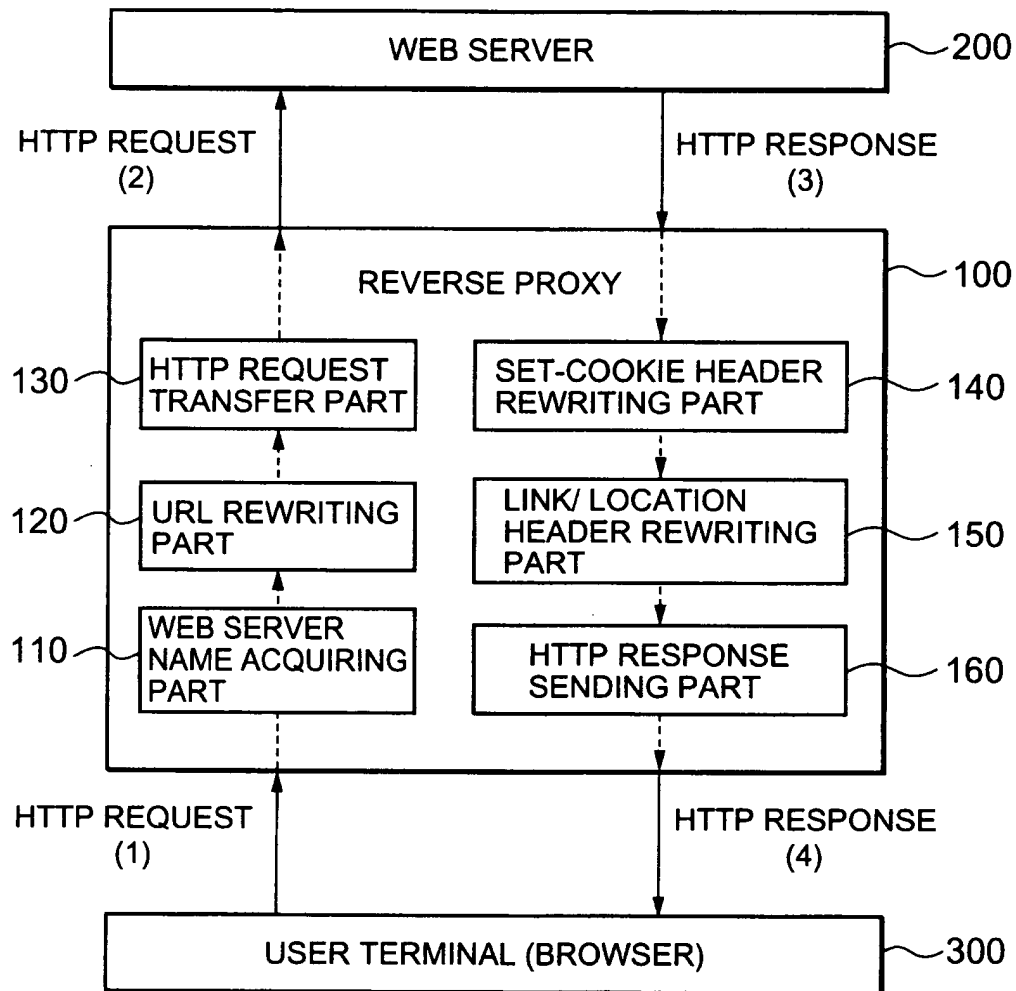 WEB SERVER
200
HTTP REQUEST
(2)
HTTP RESPONSE
(3)
REVERSE PROXY
100
130
HTTP REQUEST
TRANSFER PART
SET-COOKIE HEADER
REWRITING PART
140
120
URL REWRITING
PART
LINK/ LOCATION
HEADER REWRITING
PART
150
110
WEB SERVER
NAME ACQUIRING
PART
HTTP RESPONSE
SENDING PART
160
HTTP REQUEST
(1)
HTTP RESPONSE
(4)
USER TERMINAL (BROWSER)
300